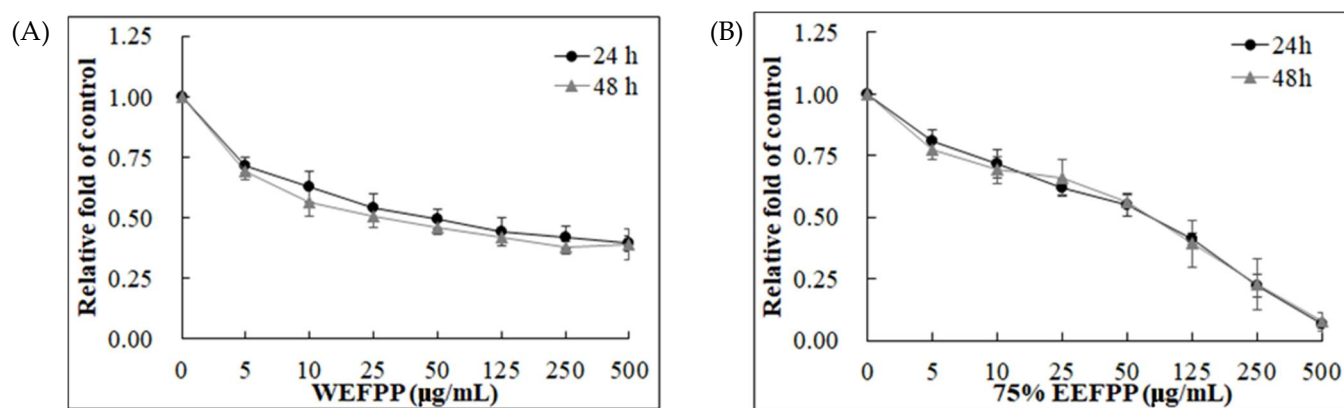 (A)
Relative fold of control
1.25
1.00
0.75
0.50
0.25
0.00
24 h
48 h
0 5 10 25 50 125 250 500
WEFPP (µg/mL)
(B)
Relative fold of control
1.25
1.00
0.75
0.50
0.25
0.00
24h
48h
0 5 10 25 50 125 250 500
75% EEFPP (µg/mL)